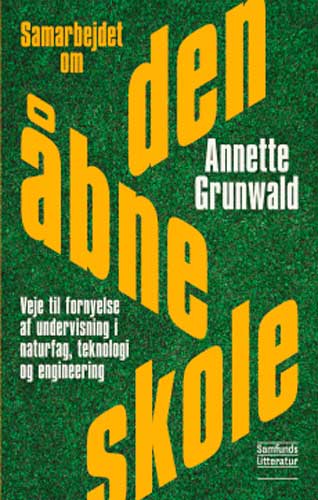 Samarbejdet
om
den
åbne
skole
Annette
Grunwald
Veje til fornyelse
af undervisning i
naturfag, teknologi
og engineering
Samfunds
Litteratur